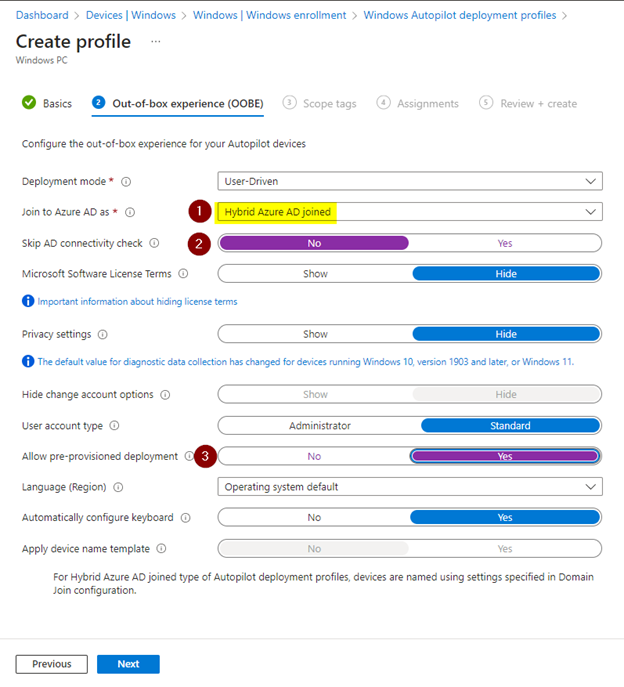 Dashboard > Devices | Windows > Windows | Windows enrollment > Windows Autopilot deployment profiles >
Create profile ...
Windows PC
Basics 2 Out-of-box experience (OOBE) 3 Scope tags 4 Assignments 5 Review + create
Configure the out-of-box experience for your Autopilot devices
Deployment mode * User-Driven
Join to Azure AD as * 1 Hybrid Azure AD joined
Skip AD connectivity check 2 No Yes
Microsoft Software License Terms Show Hide
Important information about hiding license terms
Privacy settings Show Hide
The default value for diagnostic data collection has changed for devices running Windows 10, version 1903 and later, or Windows 11.
Hide change account options Show Hide
User account type Administrator Standard
Allow pre-provisioned deployment 3 No Yes
Language (Region) Operating system default
Automatically configure keyboard No Yes
Apply device name template No Yes
For Hybrid Azure AD joined type of Autopilot deployment profiles, devices are named using settings specified in Domain
Join configuration.
Previous Next